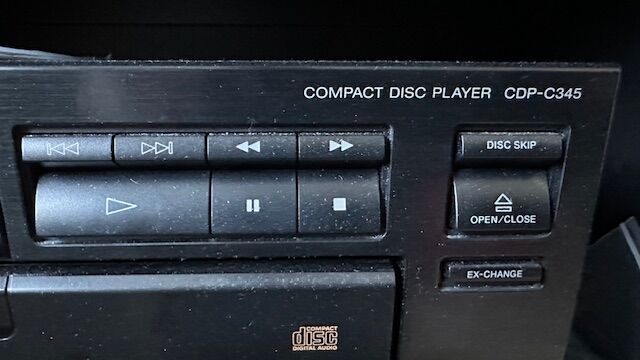 COMPACT DISC PLAYER CDP-C345
DISC SKIP
OPEN/CLOSE
EX-CHANGE
COMPACT
disc
DIGITAL AUDIO